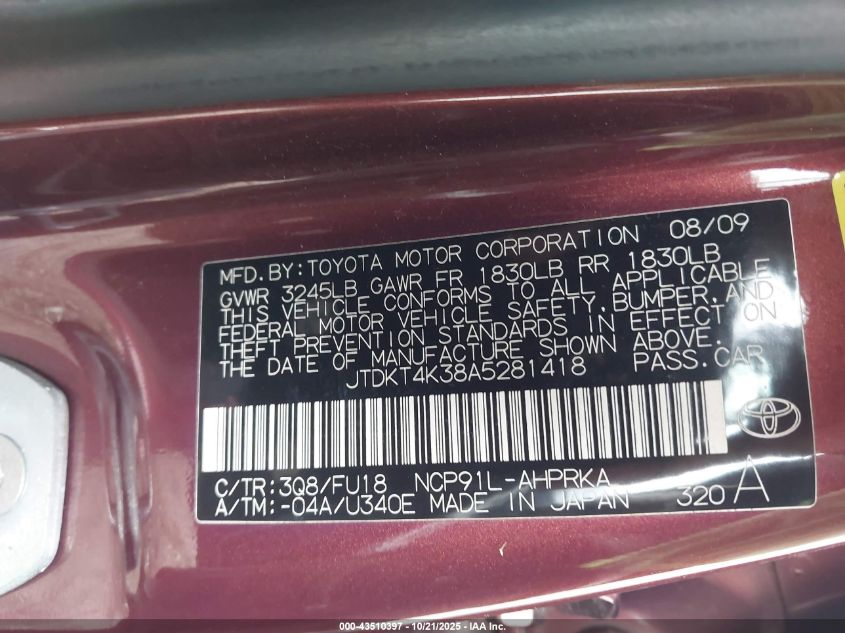 MFD. BY: TOYOTA MOTOR CORPORATION 08/09
GVWR 3245LB GAWR FR 1830LB RR 1830LB
THIS VEHICLE CONFORMS TO ALL APPLICABLE
FEDERAL MOTOR VEHICLE SAFETY, BUMPER, AND
THEFT PREVENTION STANDARDS IN EFFECT ON
THE DATE OF MANUFACTURE SHOWN ABOVE.
JTDKT4K38A5281418 PASS. CAR
C/TR: 3Q8/FU18 NCP91L-AHPRKA
A/TM: -04A/U340E MADE IN JAPAN 320 A
000-43510397 - 10/21/2025 - IAA Inc.